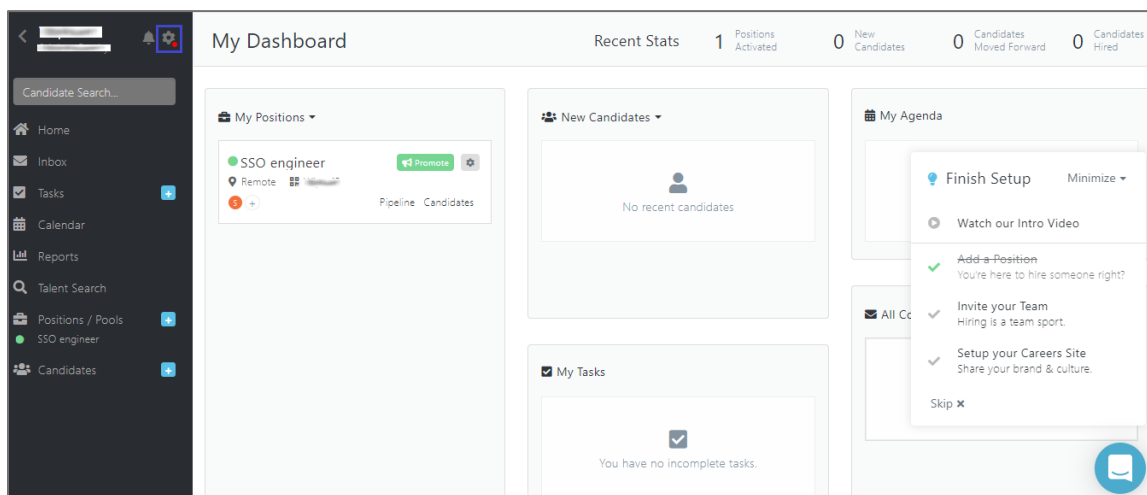 My Dashboard
Recent Stats
1 Positions Activated
0 New Candidates
0 Candidates Moved Forward
0 Candidates Hired
Candidate Search...
Home
Inbox
Tasks
Calendar
Reports
Talent Search
Positions / Pools
SSO engineer
Candidates
My Positions
SSO engineer
Promote
Remote
S
Pipeline Candidates
New Candidates
No recent candidates
My Tasks
You have no incomplete tasks.
My Agenda
All Co
Finish Setup
Minimize
Watch our Intro Video
Add a Position
You're here to hire someone right?
Invite your Team
Hiring is a team sport.
Setup your Careers Site
Share your brand & culture.
Skip ×